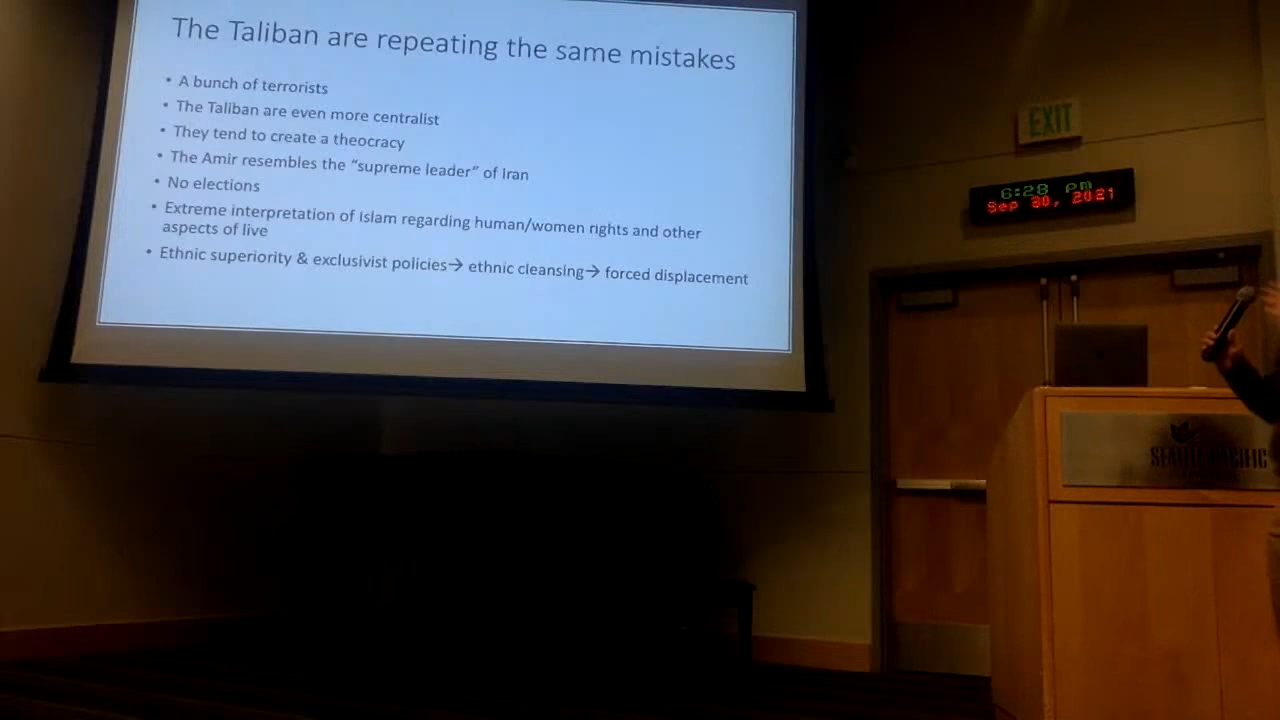 The Taliban are repeating the same mistakes
• A bunch of terrorists
• The Taliban are even more centralist
• They tend to create a theocracy
• The Amir resembles the “supreme leader” of Iran
• No elections
• Extreme interpretation of islam regarding human/women rights and other
aspects of live
• Ethnic superiority & exclusivist policies→ ethnic cleansing→ forced displacement
EXIT
6:28 pm
Sep 30, 2021
SEATTLE PACIFIC